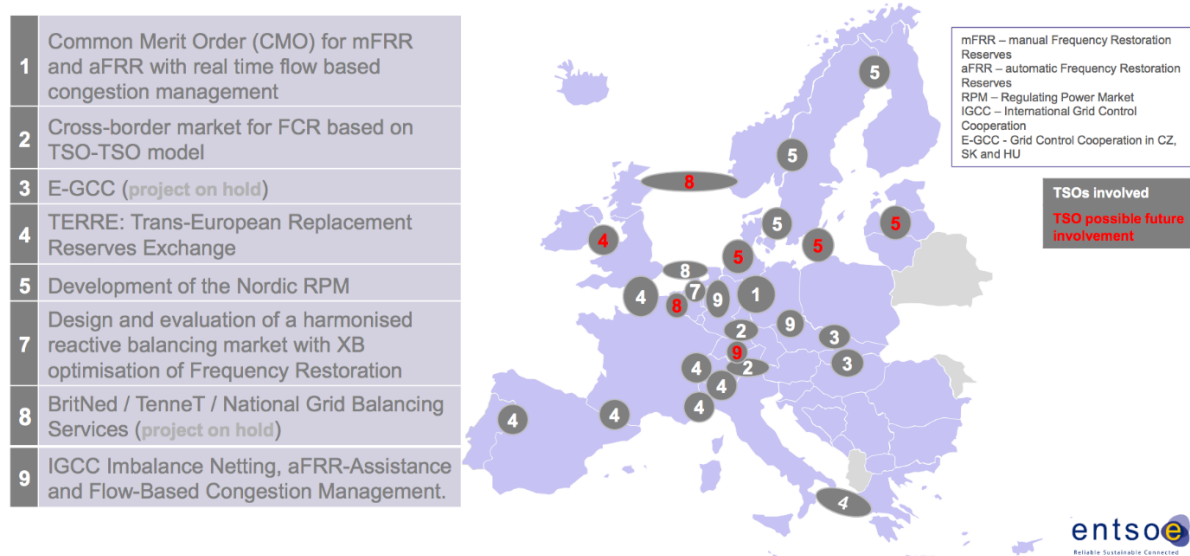 1
Common Merit Order (CMO) for mFRR
and aFRR with real time flow based
congestion management
2
Cross-border market for FCR based on
TSO-TSO model
3
E-GCC (project on hold)
4
TERRE: Trans-European Replacement
Reserves Exchange
5
Development of the Nordic RPM
7
Design and evaluation of a harmonised
reactive balancing market with XB
optimisation of Frequency Restoration
8
BritNed / TenneT / National Grid Balancing
Services (project on hold)
9
IGCC Imbalance Netting, aFRR-Assistance
and Flow-Based Congestion Management.
mFRR – manual Frequency Restoration
Reserves
aFRR – automatic Frequency Restoration
Reserves
RPM – Regulating Power Market
IGCC – International Grid Control
Cooperation
E-GCC - Grid Control Cooperation in CZ,
SK and HU
TSOs involved
TSO possible future
involvement
5
5
8
5
5
4
5
5
8
7
4
8
9
1
2
9
3
9
3
4
2
4
4
4
4
4
entsoe
Reliable Sustainable Connected